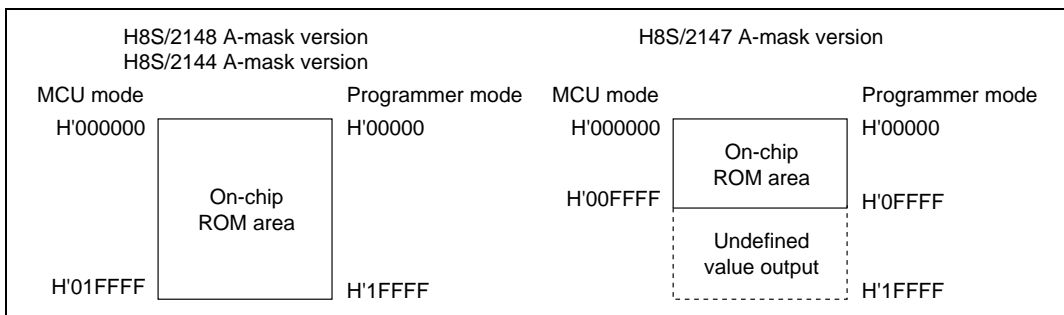 H8S/2148 A-mask version
H8S/2144 A-mask version
MCU mode
Programmer mode
H'000000
H'00000
On-chip
ROM area
H'01FFFF
H'1FFFF
H8S/2147 A-mask version
MCU mode
Programmer mode
H'000000
H'00000
On-chip
ROM area
H'00FFFF
H'0FFFF
Undefined
value output
H'1FFFF